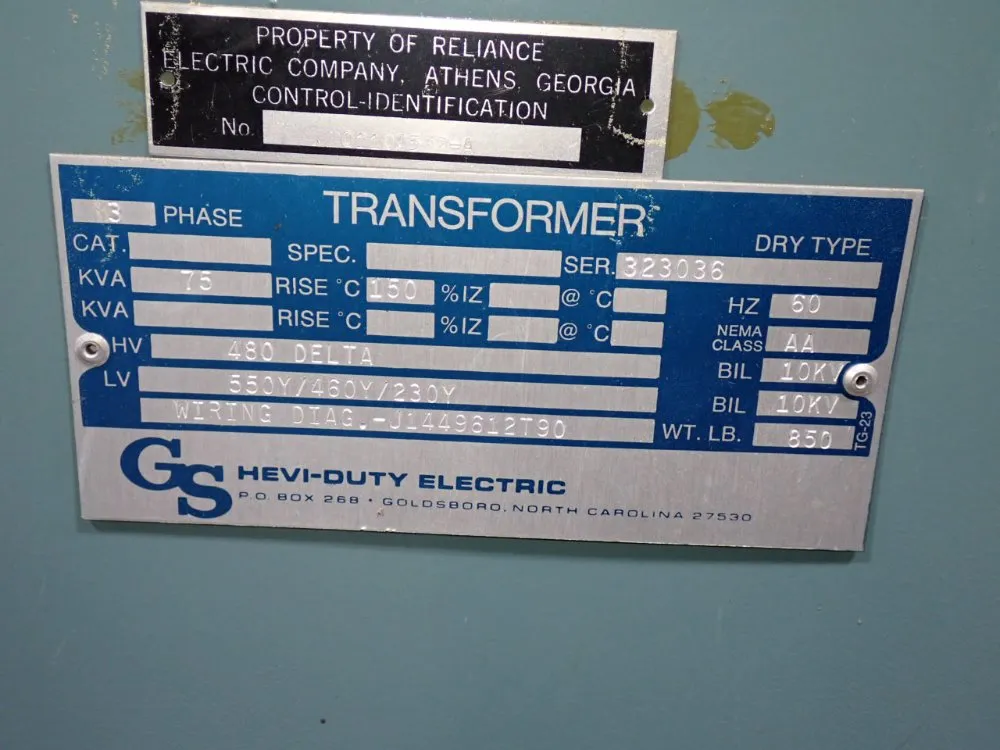 PROPERTY OF RELIANCE
ELECTRIC COMPANY, ATHENS, GEORGIA
CONTROL-IDENTIFICATION
No.
TRANSFORMER
3 PHASE
DRY TYPE
CAT. SPEC. SER. 323036
KVA 75 RISE °C 150 %IZ @ °C HZ 60
KVA RISE °C %IZ @ °C NEMA CLASS AA
HV 480 DELTA BIL 10KV
LV 550Y/460Y/230Y BIL 10KV
WIRING DIAG.-J1449612T90 WT. LB. 850
TG-23
GS HEVI-DUTY ELECTRIC
P.O. BOX 268 • GOLDSBORO, NORTH CAROLINA 27530